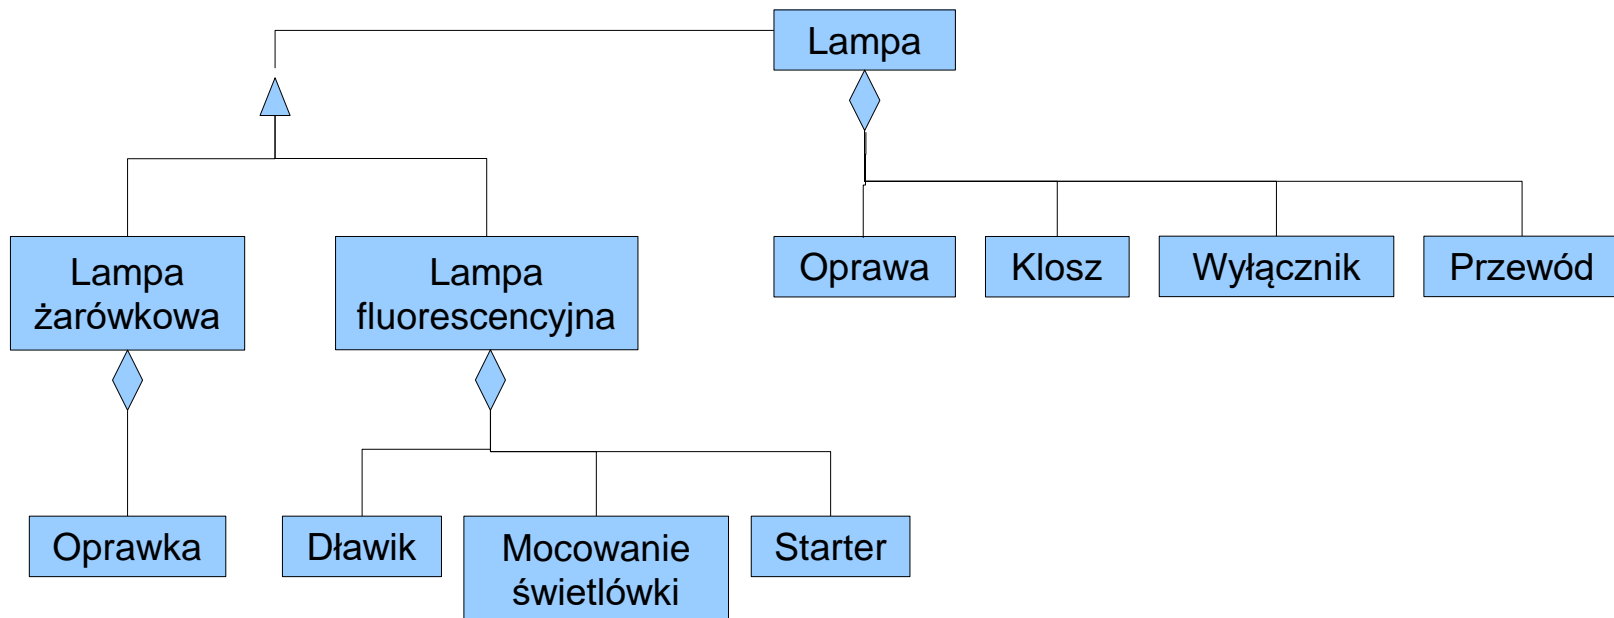 Lampa
Lampa
żarówkowa
Lampa
fluorescencyjna
Oprawa
Klosz
Wyłącznik
Przewód
Oprawka
Dławik
Mocowanie
świetlówki
Starter